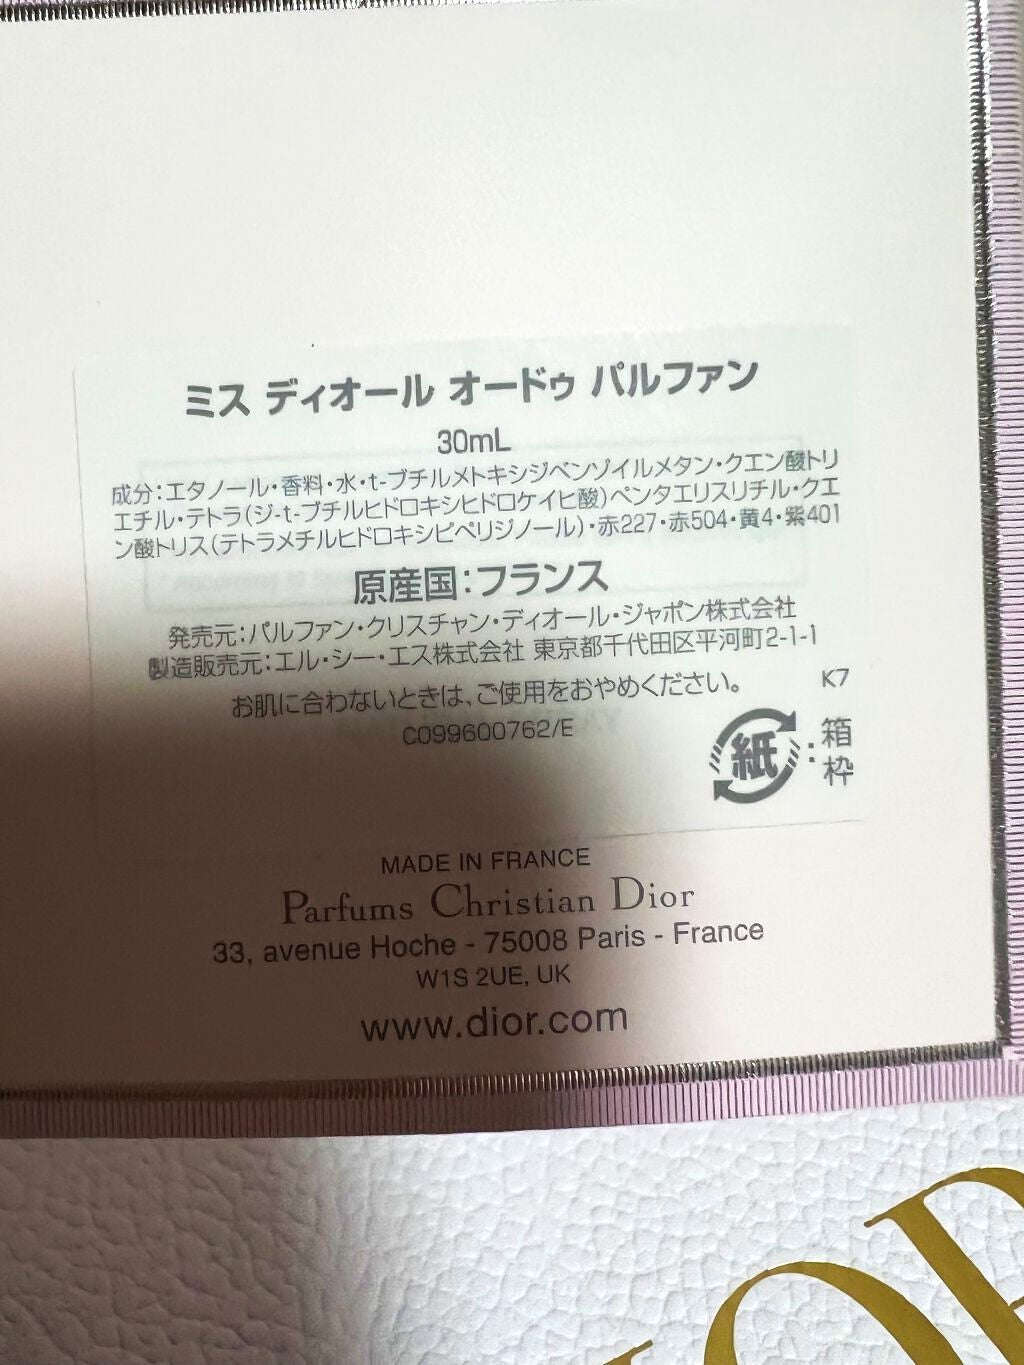 ミス ディオール オードゥ パルファン
30mL
成分：エタノール・香料・水・t-ブチルメトキシジベンゾイルメタン・クエン酸トリ
エチル・テトラ（ジ-t-ブチルヒドロキシヒドロケイヒ酸）ペンタエリスリチル・クエ
ン酸トリス（テトラメチルヒドロキシピペリジノール）・赤227・赤504・黄4・紫401
原産国：フランス
発売元：パルファン・クリスチャン・ディオール・ジャポン株式会社
製造販売元：エル・シー・エス株式会社 東京都千代田区平河町2-1-1
お肌に合わないときは、ご使用をおやめください。
K7
C099600762/E
紙：箱
枠
MADE IN FRANCE
Parfums Christian Dior
33, avenue Hoche - 75008 Paris - France
W1S 2UE, UK
www.dior.com